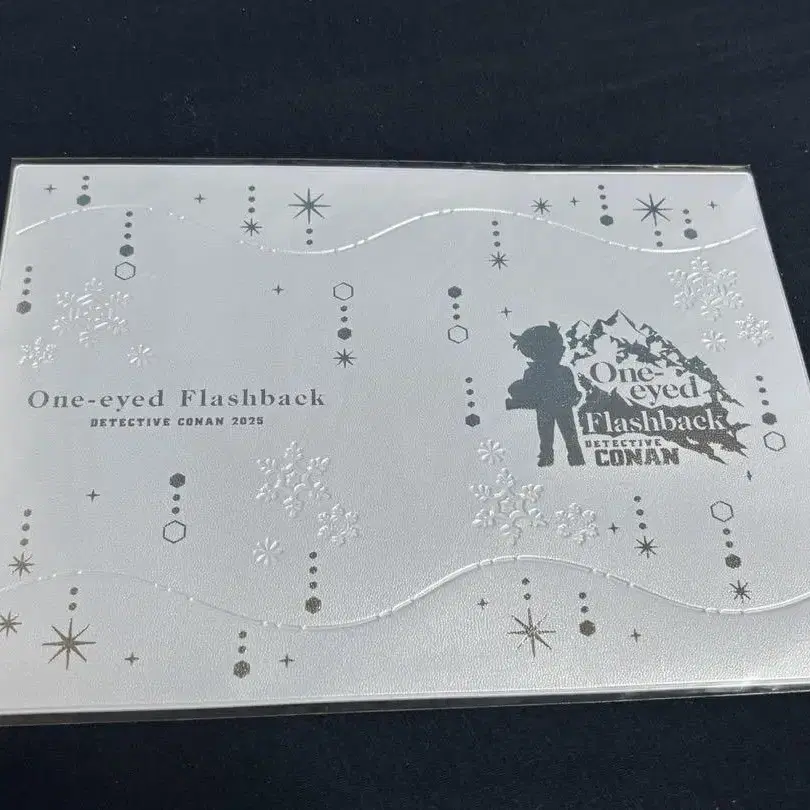 One-eyed Flashback
DETECTIVE CONAN 2025
One-
eyed
Flashback
DETECTIVE
CONAN